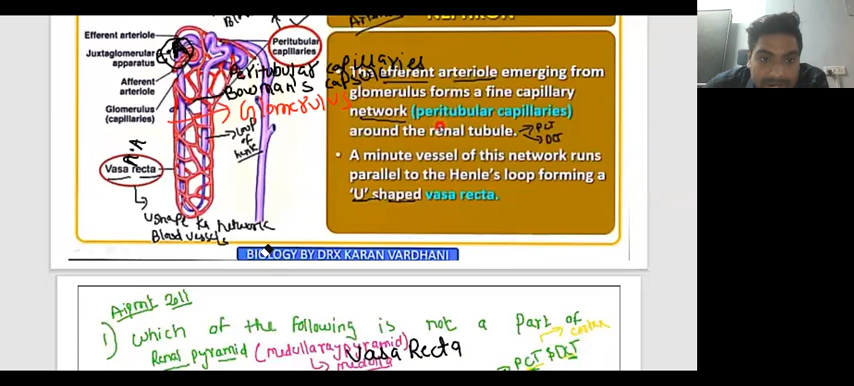 NEPHRON
Efferent arteriole
Juxtaglomerular
apparatus
Afferent
arteriole
Glomerulus
(capillaries)
Vasa recta
Peritubular
capillaries
Peritubular capillaries
Bowman's capsule
Glomerulus
Loop
of
henle
U shape ka network
Blood vessels
The efferent arteriole emerging from
glomerulus forms a fine capillary
network (peritubular capillaries)
around the renal tubule. → PCT
→ DCT
• A minute vessel of this network runs
parallel to the Henle's loop forming a
'U' shaped vasa recta.
BIOLOGY BY DRX KARAN VARDHANI
Aipmt 2011
1) which of the following is not a part of
Renal pyramid (medullary pyramid)
→ cortex
↳ medulla
Vasa Recta
→ PCT & DCT